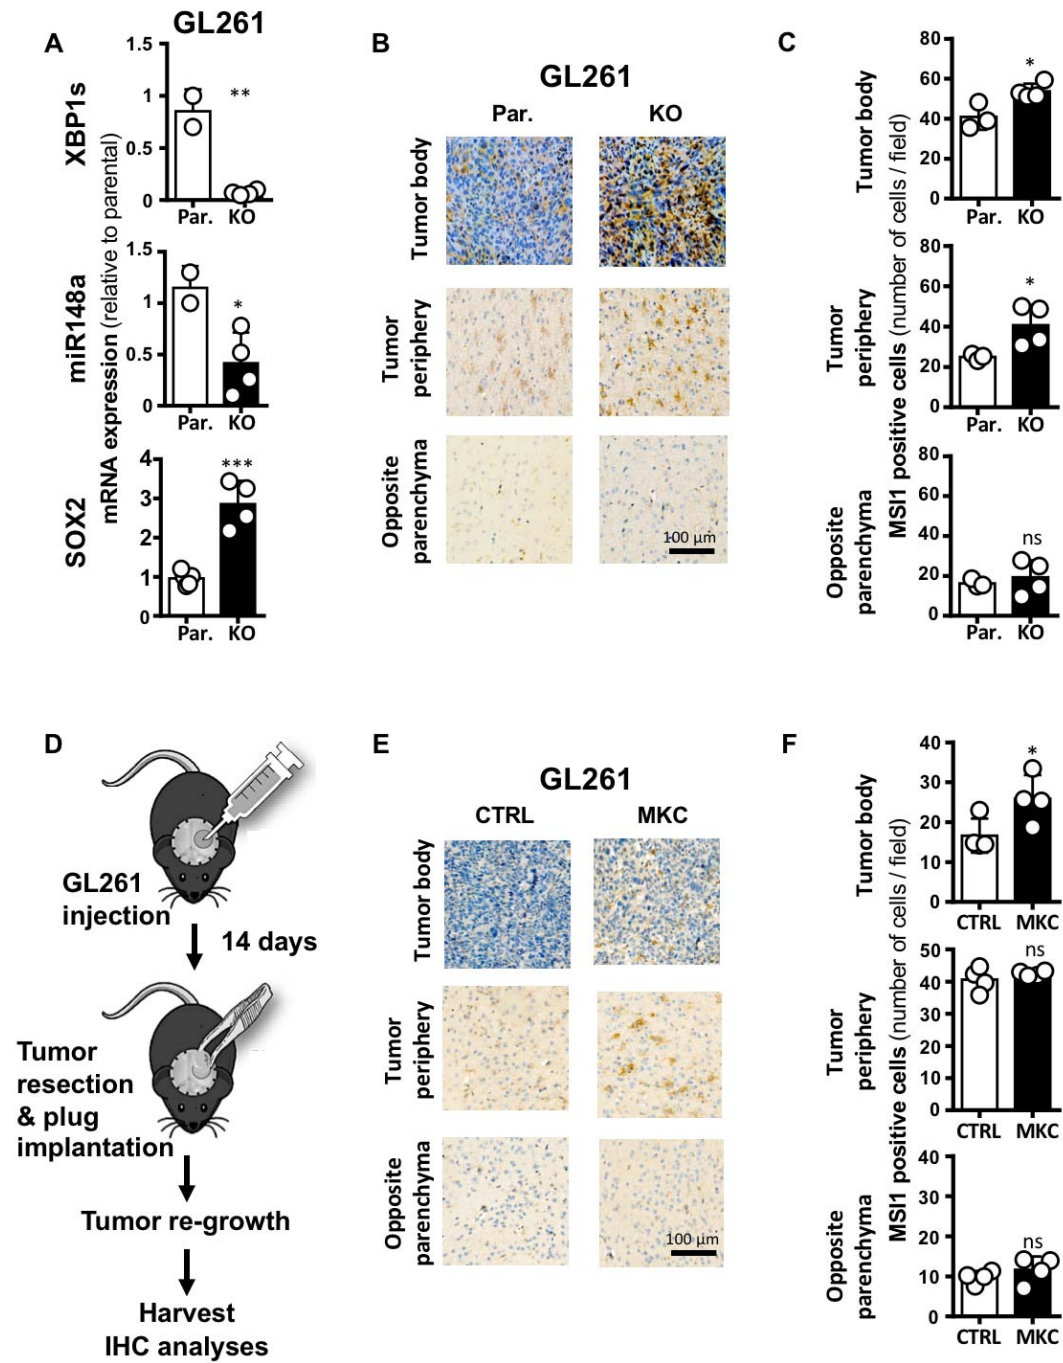 A
GL261
XBP1s
miR148a
SOX2
mRNA expression (relative to parental)
1.5
1
0.5
0
Par. KO
**
1.5
1
0.5
0
Par. KO
*
4
3
2
1
0
Par. KO
***
B
GL261
Par. KO
Tumor body
Tumor
periphery
Opposite
parenchyma
100 µm
C
MSI1 positive cells (number of cells / field)
Tumor body
80
60
40
20
0
Par. KO
*
Tumor
periphery
80
60
40
20
0
Par. KO
*
Opposite
parenchyma
80
60
40
20
0
Par. KO
ns
D
GL261
injection
14 days
Tumor
resection
& plug
implantation
Tumor re-growth
Harvest
IHC analyses
E
GL261
CTRL MKC
Tumor body
Tumor
periphery
Opposite
parenchyma
100 µm
F
MSI1 positive cells (number of cells / field)
Tumor body
40
30
20
10
0
CTRL MKC
*
Tumor
periphery
50
40
30
20
10
0
CTRL MKC
ns
Opposite
parenchyma
40
30
20
10
0
CTRL MKC
ns